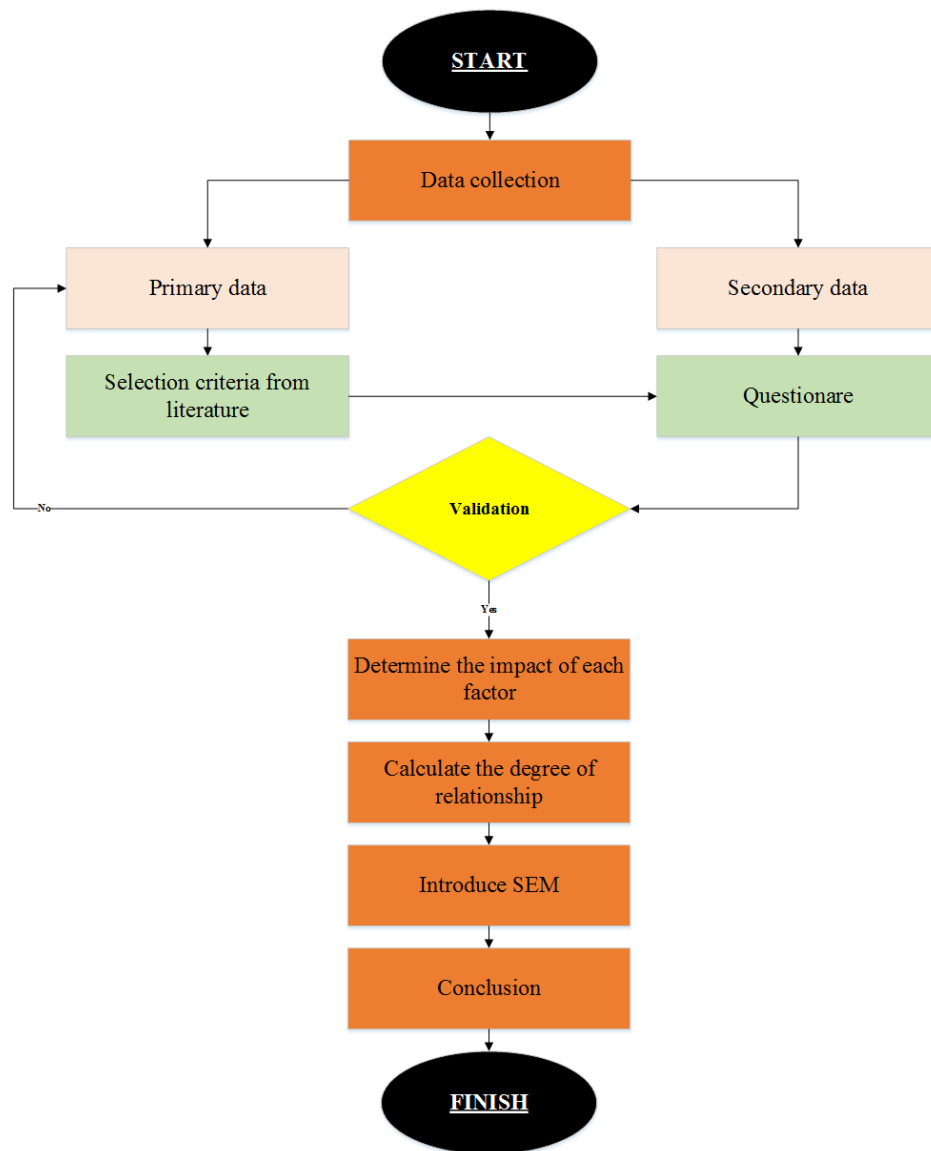 START
Data collection
Primary data
Secondary data
Selection criteria from
literature
Questionare
Validation
No
Yes
Determine the impact of each
factor
Calculate the degree of
relationship
Introduce SEM
Conclusion
FINISH